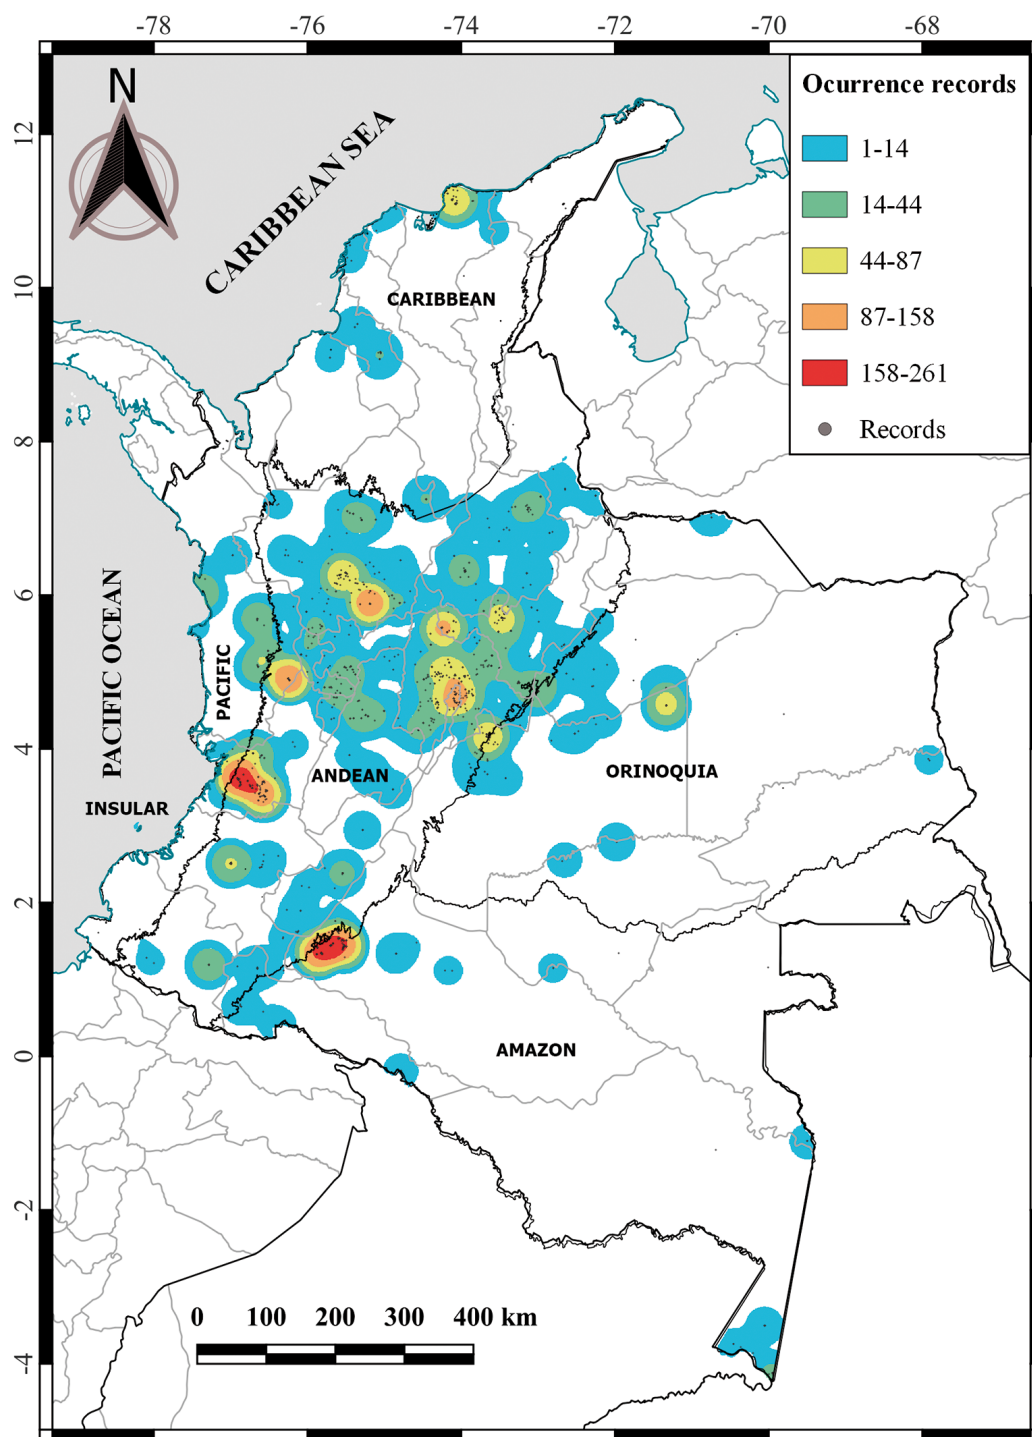 -78 -76 -74 -72 -70 -68
N
Ocurrence records
1-14
14-44
44-87
87-158
158-261
Records
12
10
8
6
4
2
0
-2
-4
CARIBBEAN SEA
CARIBBEAN
PACIFIC OCEAN
PACIFIC
ORINOQUIA
ANDEAN
INSULAR
AMAZON
0 100 200 300 400 km